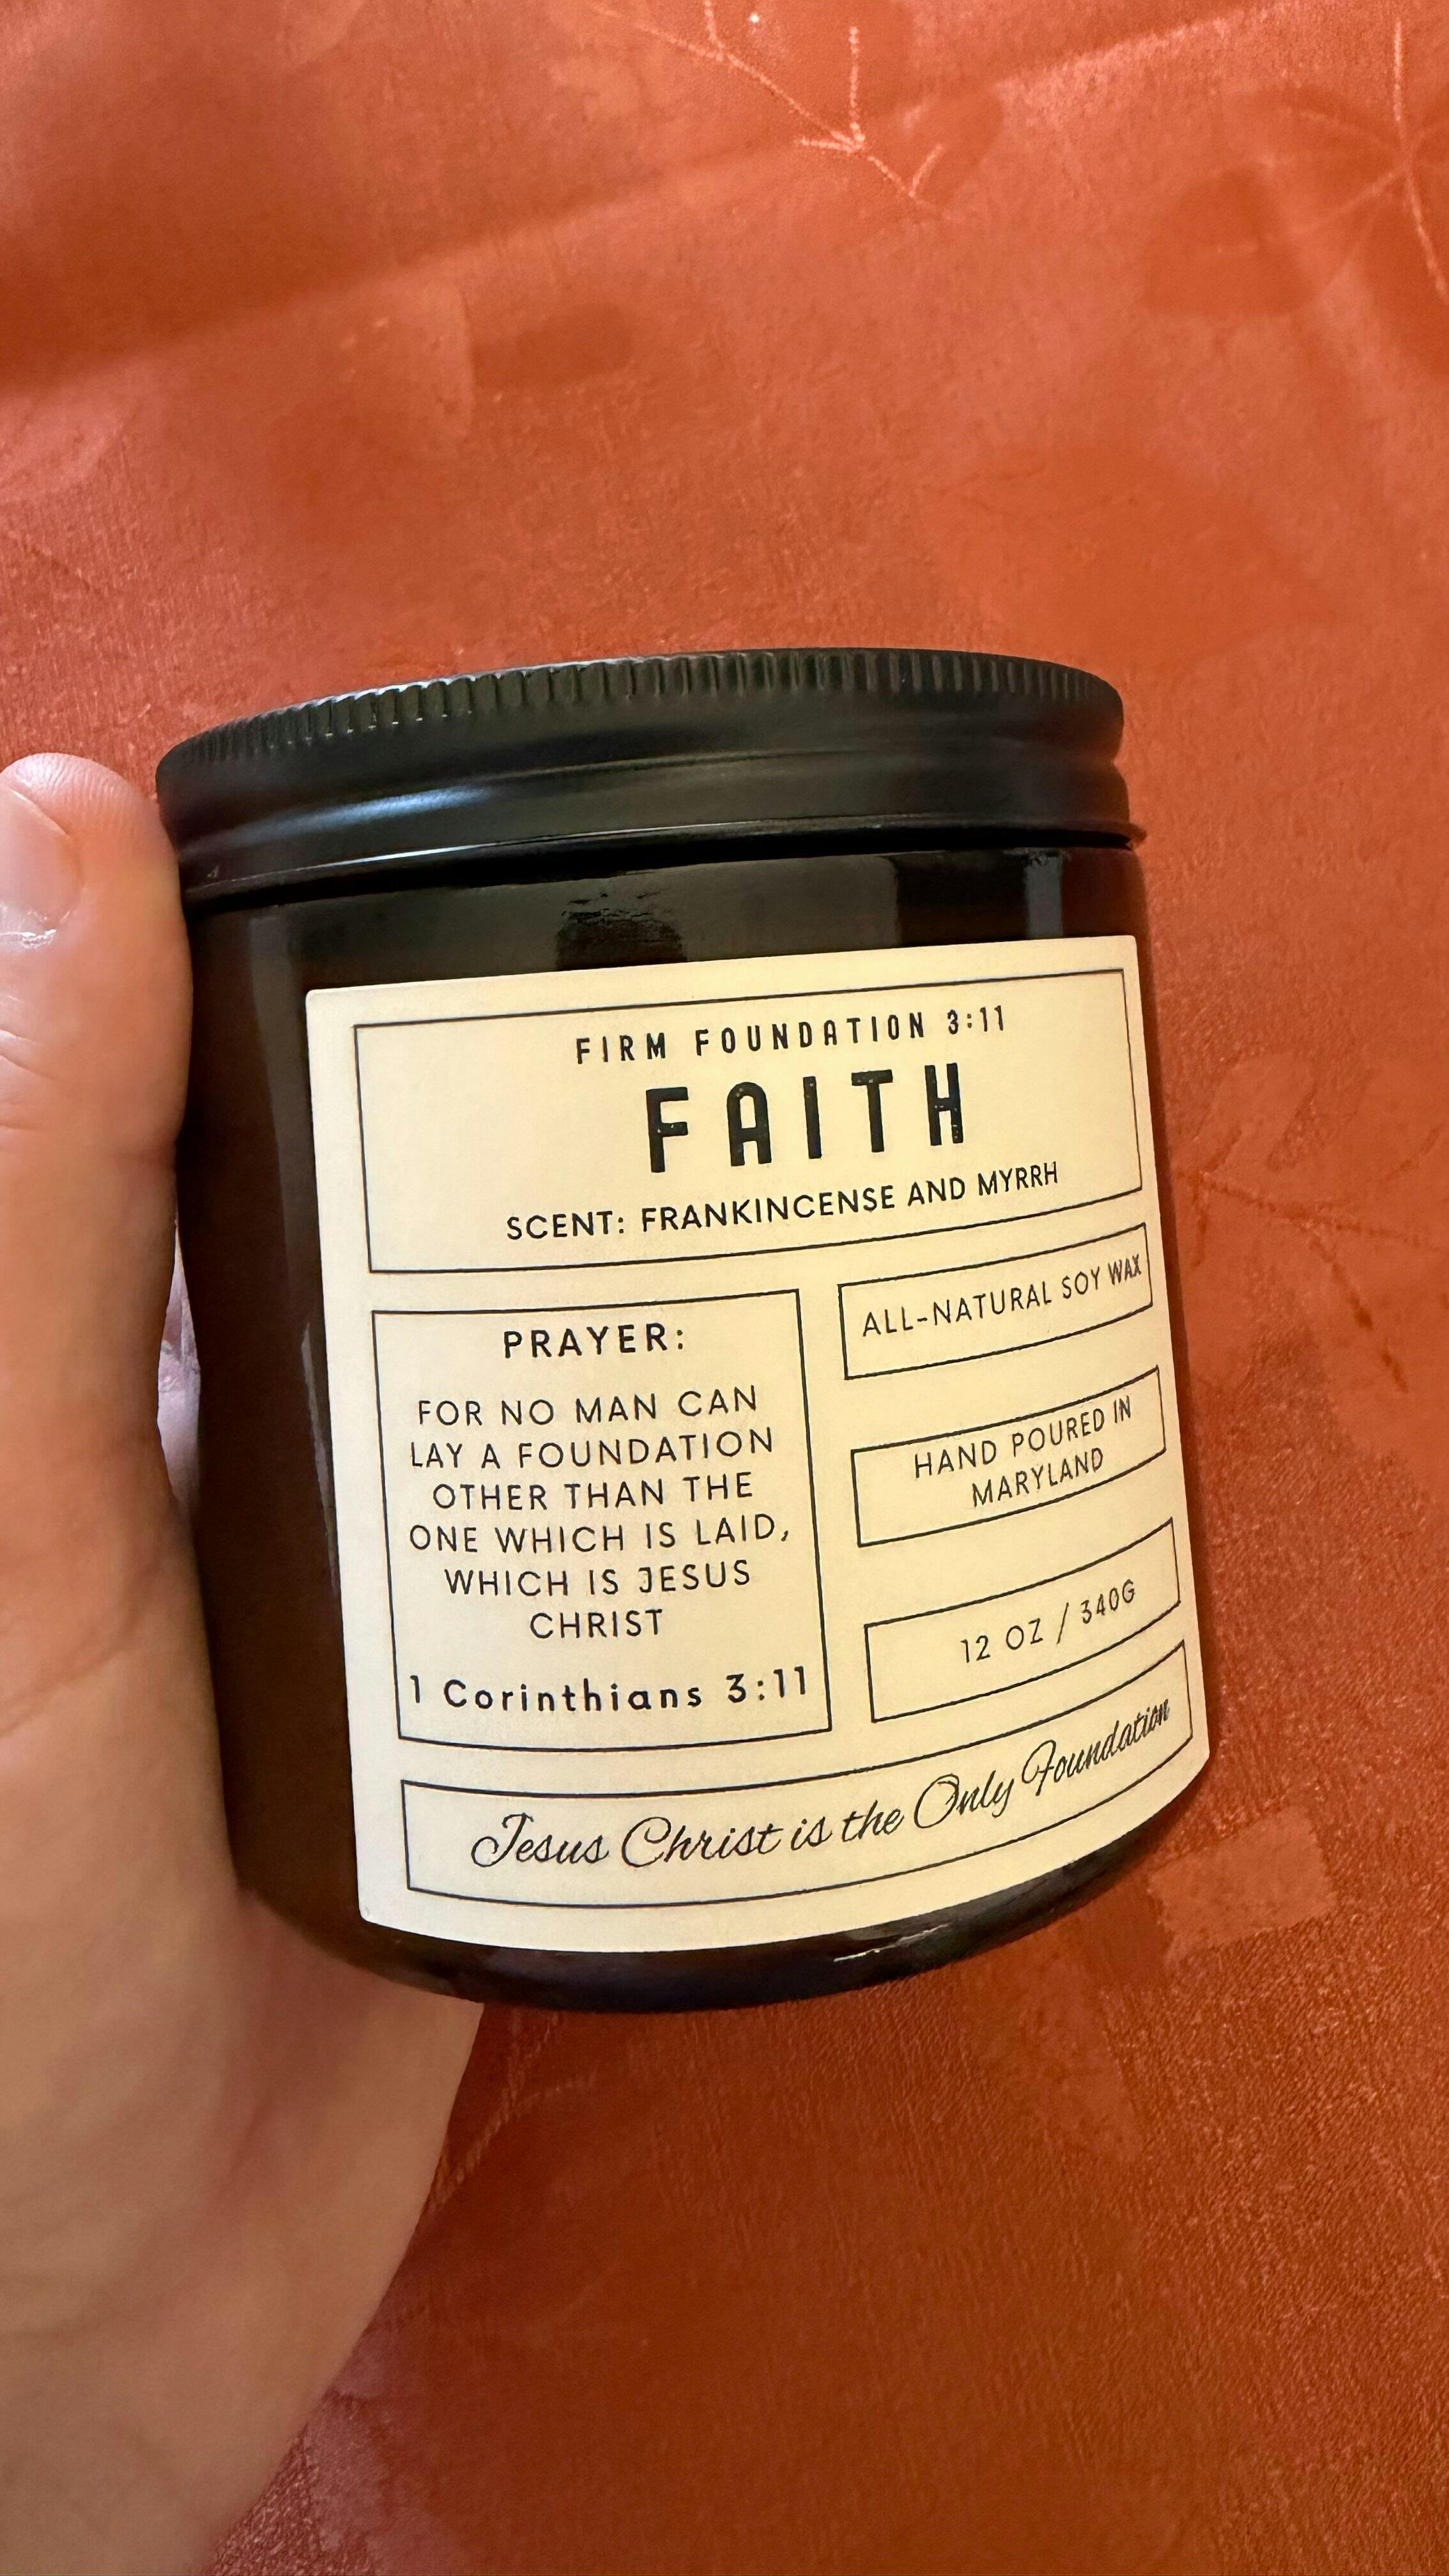 FIRM FOUNDATION 3:11
FAITH
SCENT: FRANKINCENSE AND MYRRH
PRAYER:
FOR NO MAN CAN
LAY A FOUNDATION
OTHER THAN THE
ONE WHICH IS LAID,
WHICH IS JESUS
CHRIST
1 Corinthians 3:11
ALL-NATURAL SOY WAX
HAND POURED IN
MARYLAND
12 OZ / 340G
Jesus Christ is the Only Foundation